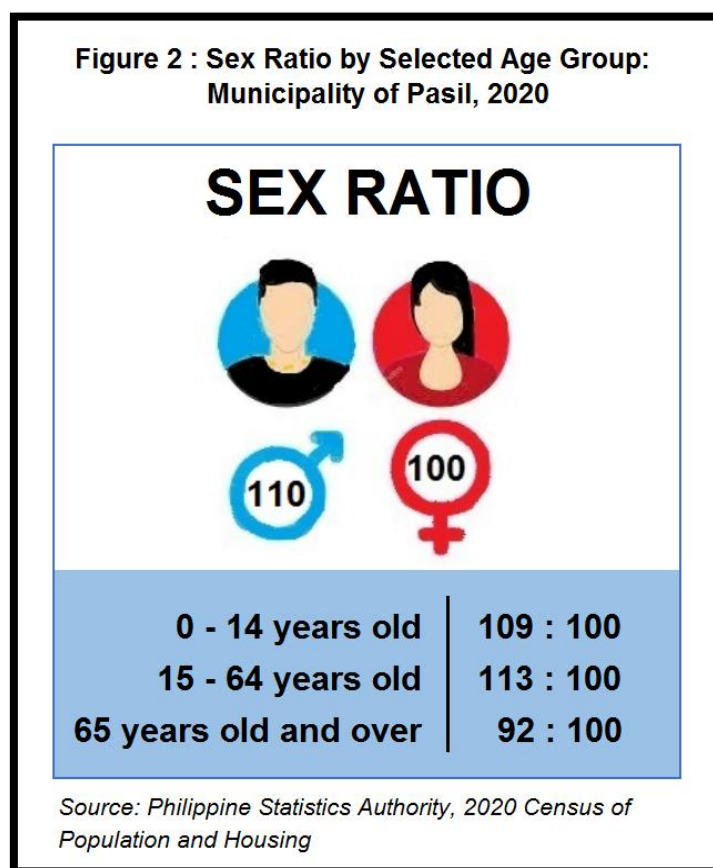 Figure 2 : Sex Ratio by Selected Age Group:
Municipality of Pasil, 2020
SEX RATIO
110
100
0 - 14 years old 109 : 100
15 - 64 years old 113 : 100
65 years old and over 92 : 100
Source: Philippine Statistics Authority, 2020 Census of
Population and Housing